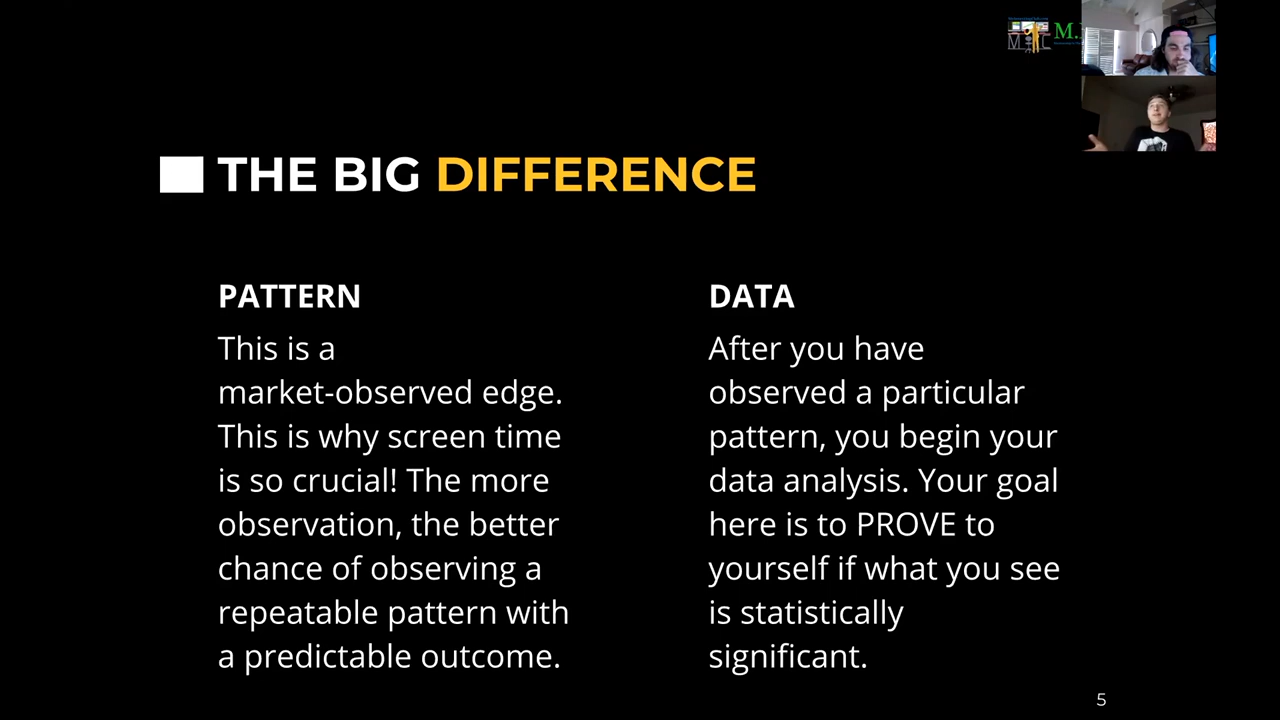 THE BIG DIFFERENCE
PATTERN
This is a
market-observed edge.
This is why screen time
is so crucial! The more
observation, the better
chance of observing a
repeatable pattern with
a predictable outcome.
DATA
After you have
observed a particular
pattern, you begin your
data analysis. Your goal
here is to PROVE to
yourself if what you see
is statistically
significant.
5